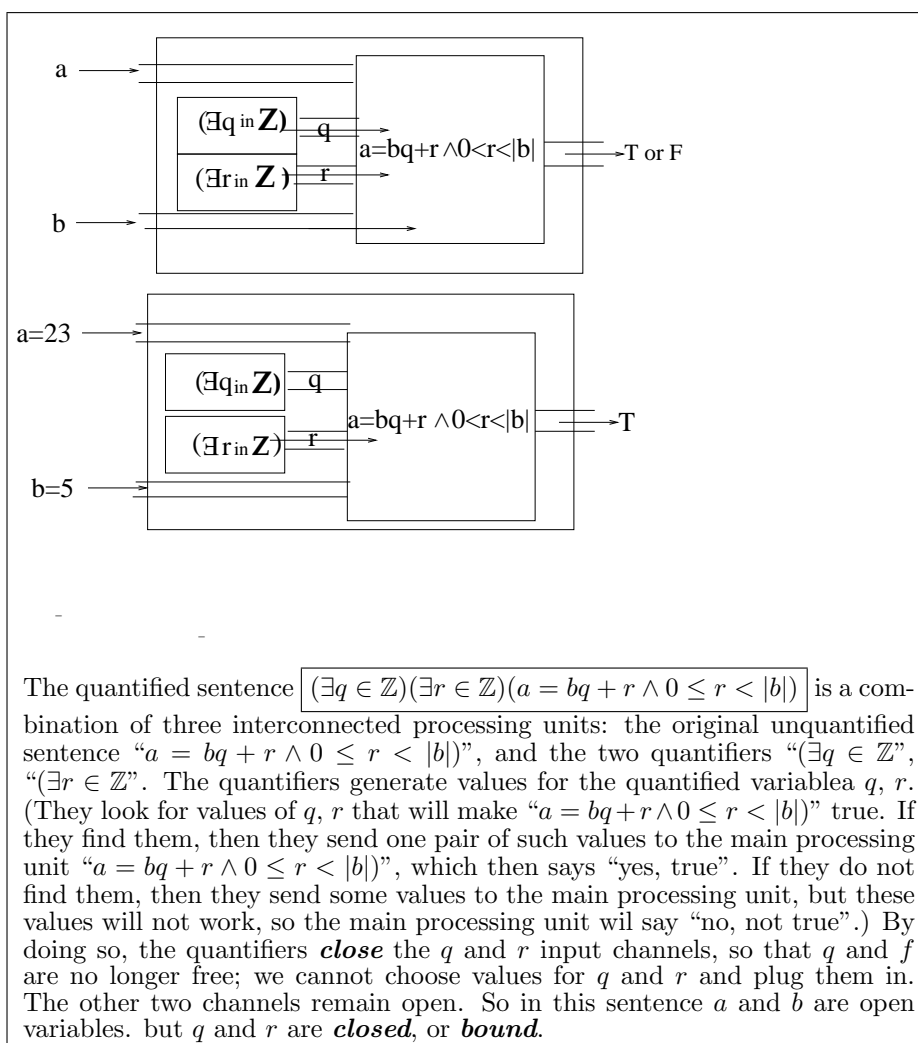 a
(∃q in Z)
q
a=bq+r ∧0<r<|b|
T or F
(∃r in Z )
r
b
a=23
(∃q in Z)
q
a=bq+r ∧0<r<|b|
T
(∃r in Z)
r
b=5
The quantified sentence (∃q ∈ ℤ)(∃r ∈ ℤ)(a = bq + r ∧ 0 ≤ r < |b|) is a com-
bination of three interconnected processing units: the original unquantified
sentence “a = bq + r ∧ 0 ≤ r < |b|)”, and the two quantifiers “(∃q ∈ ℤ”,
“(∃r ∈ ℤ”. The quantifiers generate values for the quantified variablea q, r.
(They look for values of q, r that will make “a = bq+r∧0 ≤ r < |b|)” true. If
they find them, then they send one pair of such values to the main processing
unit “a = bq + r ∧ 0 ≤ r < |b|)”, which then says “yes, true”. If they do not
find them, then they send some values to the main processing unit, but these
values will not work, so the main processing unit wil say “no, not true”.) By
doing so, the quantifiers close the q and r input channels, so that q and f
are no longer free; we cannot choose values for q and r and plug them in.
The other two channels remain open. So in this sentence a and b are open
variables. but q and r are closed, or bound.